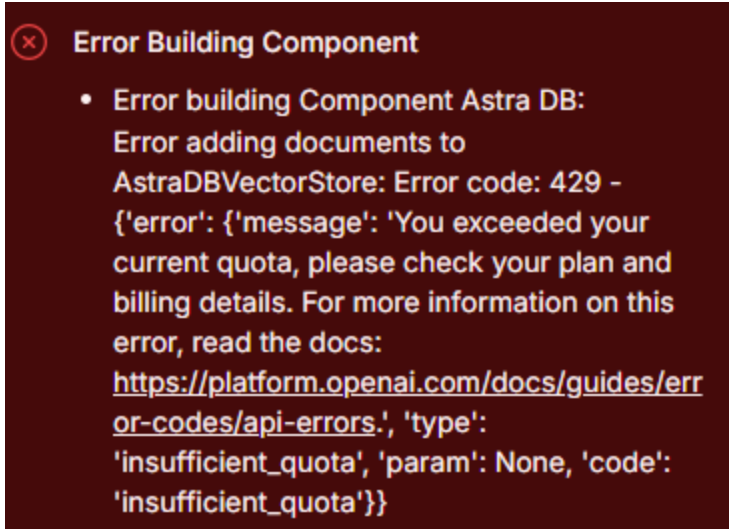 Error Building Component
• Error building Component Astra DB:
Error adding documents to
AstraDBVectorStore: Error code: 429 -
{'error': {'message': 'You exceeded your
current quota, please check your plan and
billing details. For more information on this
error, read the docs:
https://platform.openai.com/docs/guides/err
or-codes/api-errors.', 'type':
'insufficient_quota', 'param': None, 'code':
'insufficient_quota'}}